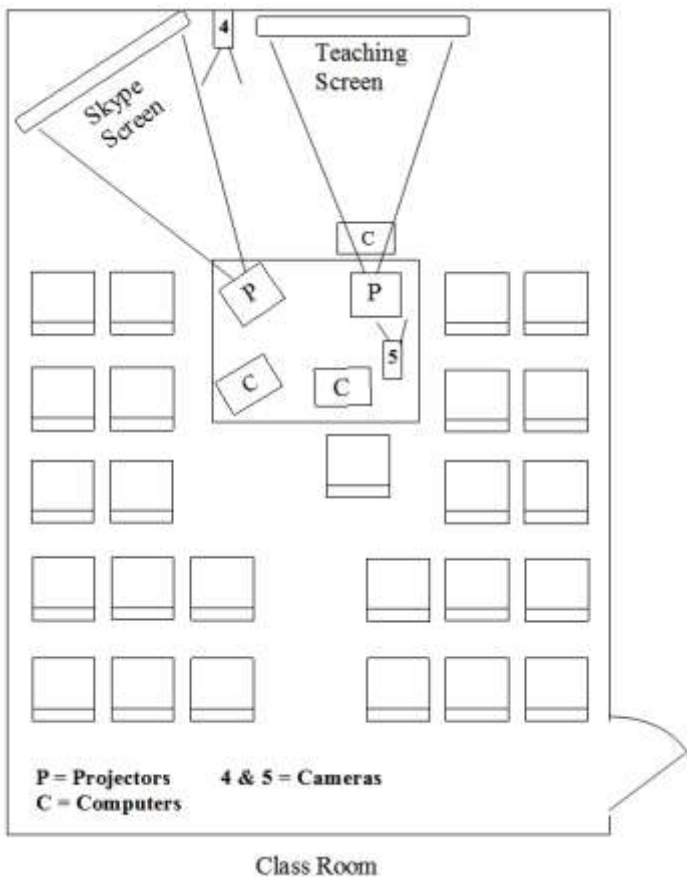 4
Teaching
Screen
Skype
Screen
C
P
P
5
C
C
P = Projectors 4 & 5 = Cameras
C = Computers
Class Room